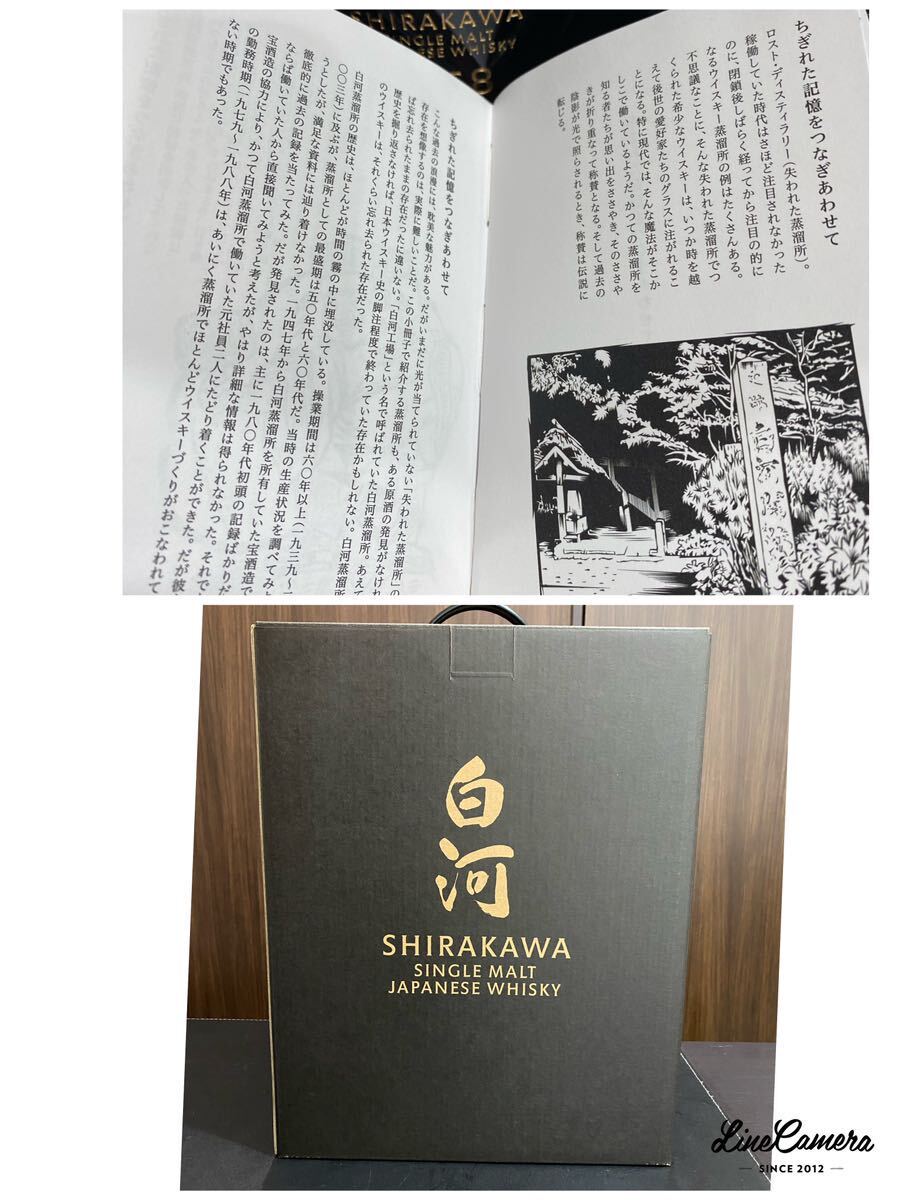 SHIRAKAWA
SINGLE MALT
JAPANESE WHISKY
ちぎれた記憶をつなぎあわせて
ロスト・ディスティラリー(失われた蒸溜所)。
稼働していた時代はさほど注目されなかった
のに、閉鎖後しばらく経ってから注目の的に
なるウイスキー蒸溜所の例はたくさんある。
不思議なことに、そんな失われた蒸溜所でつ
くられた希少なウイスキーは、いつか時を越
えて後世の愛好家たちのグラスに注がれるこ
とになる。特に現代では、そんな魔法がそこか
しこで働いているようだ。かつての蒸溜所を
知る者たちが思い出をささやき、そのささや
きが折り重なって称賛となる。そして過去の
陰影が光で照らされるとき、称賛は伝説に
転じる。
ちぎれた記憶をつなぎあわせて
こんな過去の浪漫には、耽美な魅力がある。だがいまだに光が当てられていない「失われた蒸溜所」の
存在を想像するのは、実際に難しいことだ。この小冊子で紹介する蒸溜所も、ある原酒の発見がなけれ
ば忘れ去られたままの存在だったに違いない。「白河工場」という名で呼ばれていた白河蒸溜所。あえて
歴史を掘り返さなければ、日本ウイスキー史の脚注程度で終わっていた存在かもしれない。白河蒸溜所
のウイスキーは、それくらい忘れ去られた存在だった。
白河蒸溜所の歴史は、ほとんどが時間の霧の中に埋没している。操業期間は六〇年以上(一九三九~二
〇〇三年)に及ぶが、蒸溜所としての最盛期は五〇年代と六〇年代だ。当時の生産状況を調べてみよ
うとしたが、満足な資料には辿り着けなかった。一九四七年から白河蒸溜所を所有していた宝酒造で
徹底的に過去の記録を当たってみた。だが発見されたのは、主に一九八〇年代初頭の記録ばかりだ
ならば働いていた人から直接聞いてみようと考えたが、やはり詳細な情報は得られなかった。それで
宝酒造の協力により、かつて白河蒸溜所で働いていた元社員二人にたどり着くことができた。だが彼
の勤務時期(一九七九~一九八八年)は、あいにく蒸溜所でほとんどウイスキーづくりがおこなわれて
ない時期でもあった。
白河
SHIRAKAWA
SINGLE MALT
JAPANESE WHISKY
LineCamera
SINCE 2012